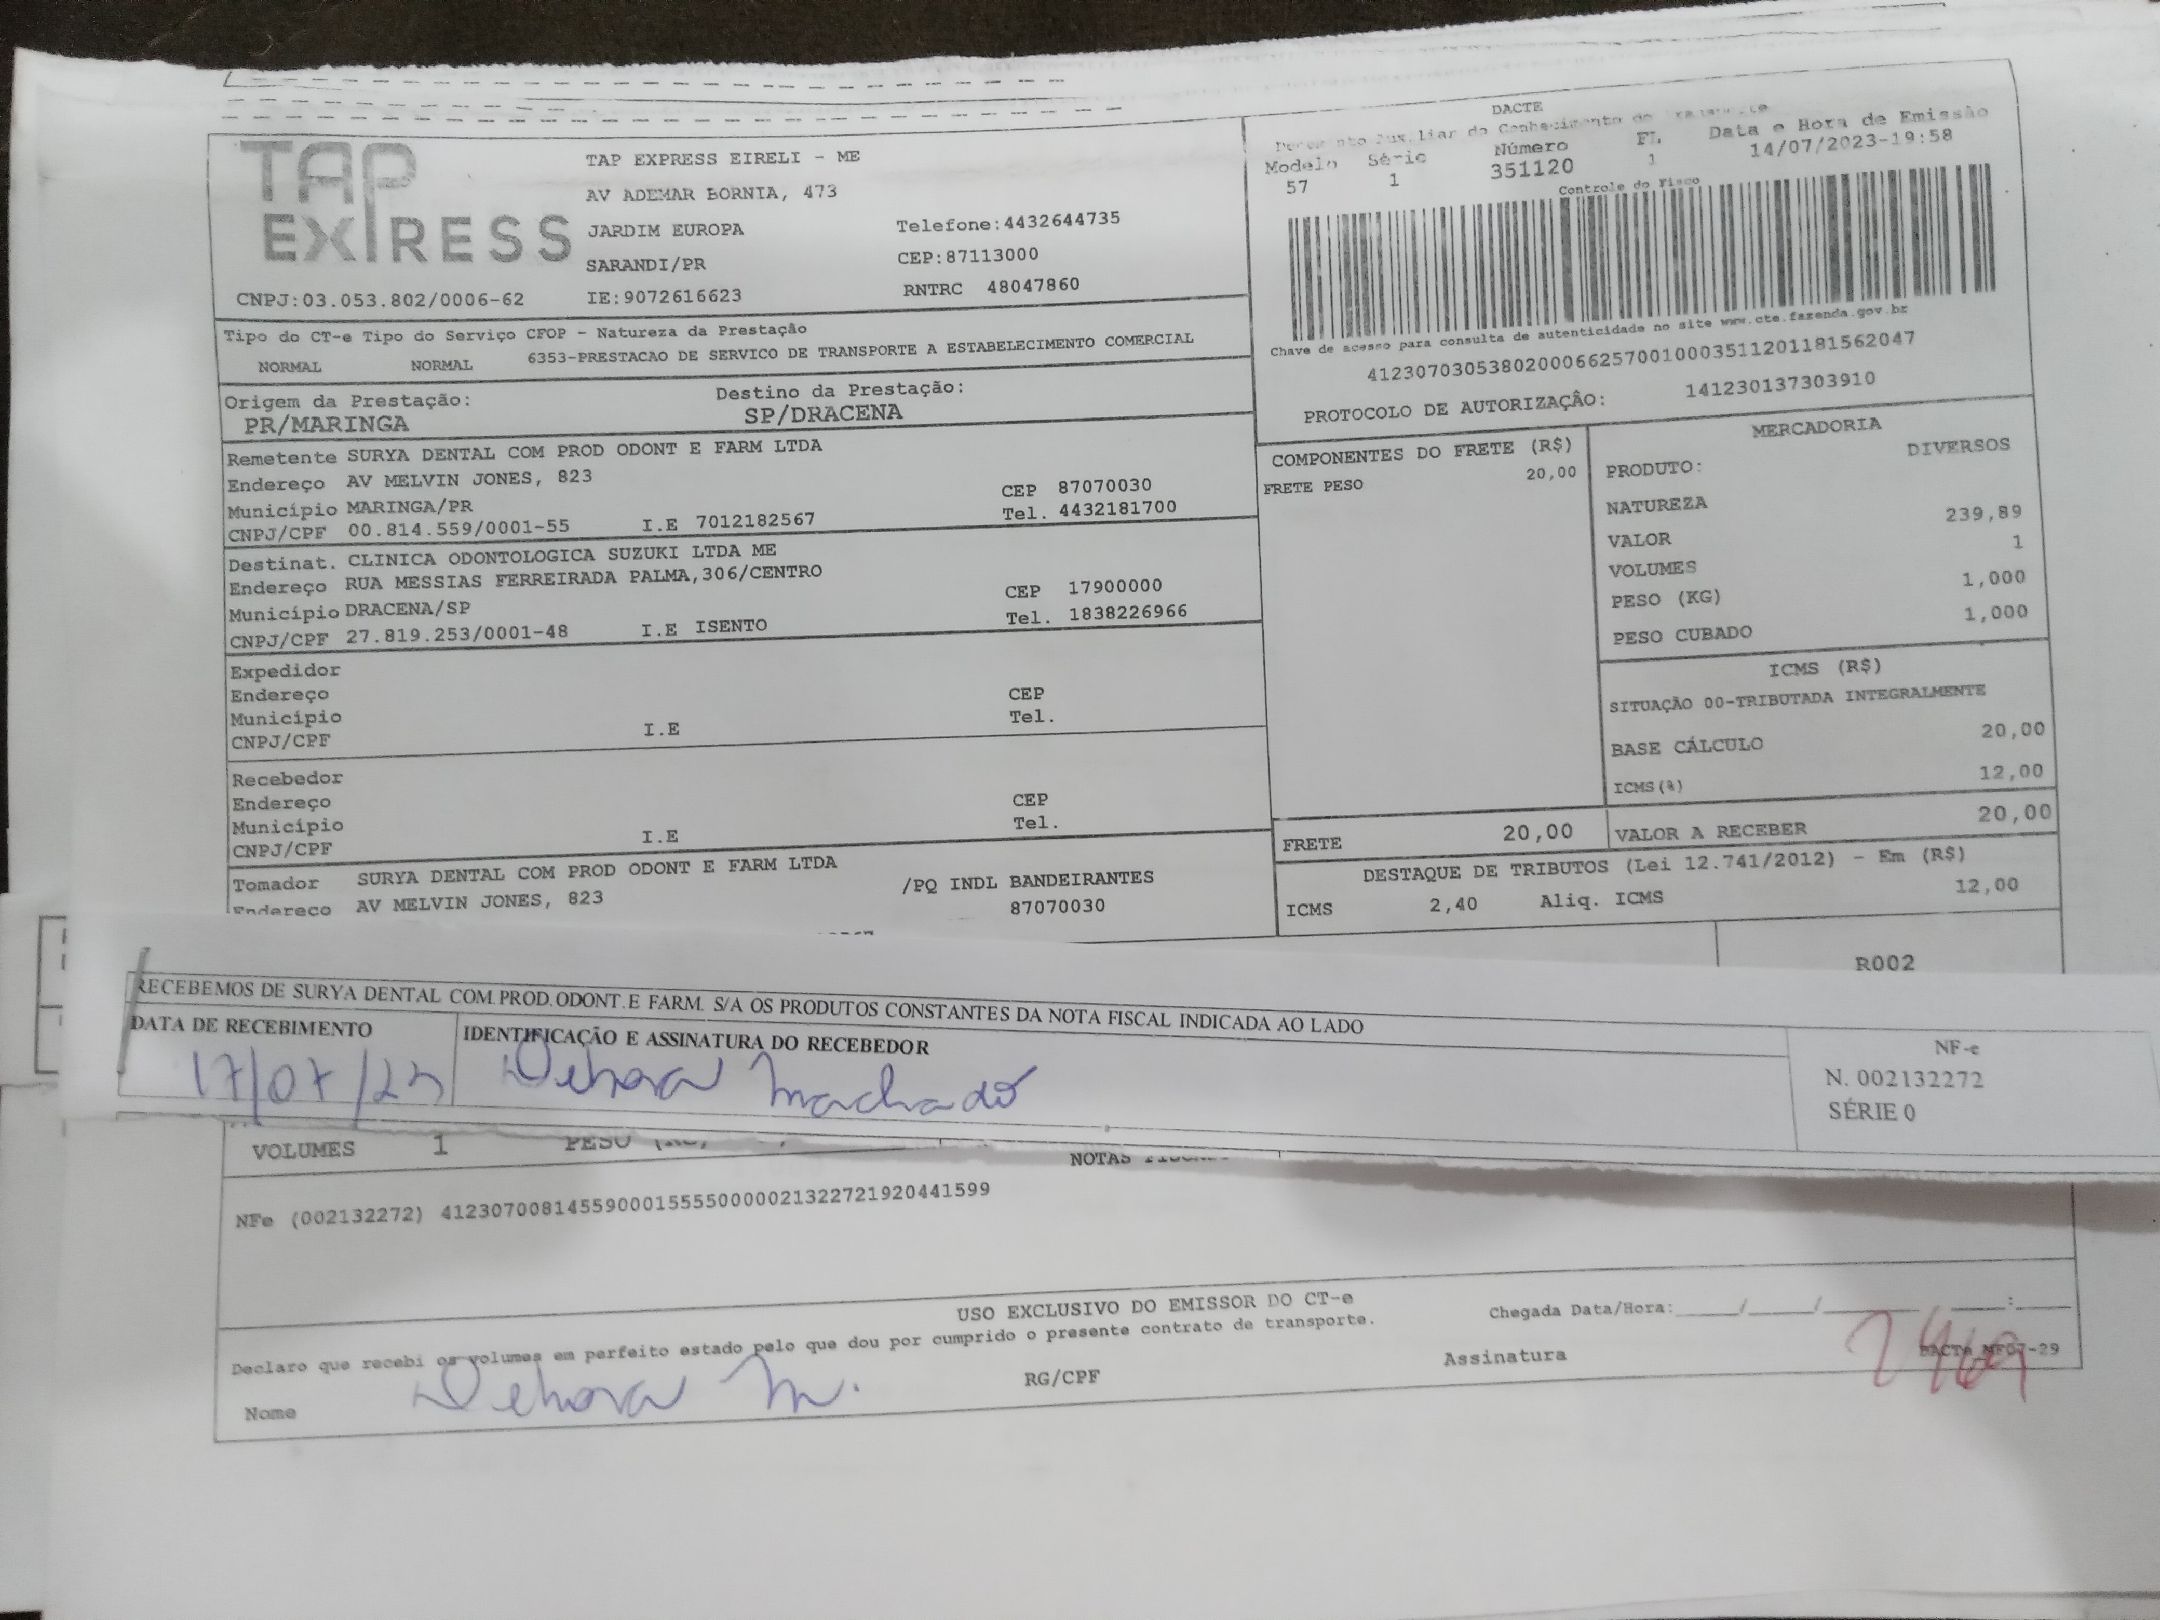 TAP EXPRESS
TAP EXPRESS EIRELI - ME
AV ADEMAR BORNIA, 473
JARDIM EUROPA Telefone:4432644735
SARANDI/PR CEP:87113000
CNPJ:03.053.802/0006-62 IE:9072616623 RNTRC 48047860
DACTE
Documento Auxiliar do Conhecimento de Transporte
Modelo Série Número FL Data e Hora de Emissão
57 1 351120 1 14/07/2023-19:58
Controle do Fisco
Chave de acesso para consulta de autenticidade no site www.cte.fazenda.gov.br
41230703053802000662570010003511201181562047
PROTOCOLO DE AUTORIZAÇÃO: 141230137303910
Tipo do CT-e Tipo do Serviço CFOP - Natureza da Prestação
NORMAL NORMAL 6353-PRESTACAO DE SERVICO DE TRANSPORTE A ESTABELECIMENTO COMERCIAL
Origem da Prestação: Destino da Prestação:
PR/MARINGA SP/DRACENA
Remetente SURYA DENTAL COM PROD ODONT E FARM LTDA
Endereço AV MELVIN JONES, 823 CEP 87070030
Município MARINGA/PR Tel. 4432181700
CNPJ/CPF 00.814.559/0001-55 I.E 7012182567
Destinat. CLINICA ODONTOLOGICA SUZUKI LTDA ME
Endereço RUA MESSIAS FERREIRADA PALMA,306/CENTRO CEP 17900000
Município DRACENA/SP Tel. 1838226966
CNPJ/CPF 27.819.253/0001-48 I.E ISENTO
Expedidor
Endereço CEP
Município Tel.
CNPJ/CPF I.E
Recebedor
Endereço CEP
Município Tel.
CNPJ/CPF I.E
Tomador SURYA DENTAL COM PROD ODONT E FARM LTDA /PQ INDL BANDEIRANTES
Endereço AV MELVIN JONES, 823 87070030
COMPONENTES DO FRETE (R$)
FRETE PESO 20,00
MERCADORIA
PRODUTO: DIVERSOS
NATUREZA
VALOR 239,89
VOLUMES 1
PESO (KG) 1,000
PESO CUBADO 1,000
ICMS (R$)
SITUAÇÃO 00-TRIBUTADA INTEGRALMENTE
BASE CÁLCULO 20,00
ICMS(%) 12,00
FRETE 20,00 VALOR A RECEBER 20,00
DESTAQUE DE TRIBUTOS (Lei 12.741/2012) - Em (R$)
ICMS 2,40 Aliq. ICMS 12,00
R002
RECEBEMOS DE SURYA DENTAL COM.PROD.ODONT.E FARM. S/A OS PRODUTOS CONSTANTES DA NOTA FISCAL INDICADA AO LADO
DATA DE RECEBIMENTO IDENTIFICAÇÃO E ASSINATURA DO RECEBEDOR
17/07/23 Debora Machado
NF-e
N. 002132272
SÉRIE 0
VOLUMES 1 PESO
NOTAS
NFe (002132272) 41230700814559000155550000021322721920441599
USO EXCLUSIVO DO EMISSOR DO CT-e
Declaro que recebi os volumes em perfeito estado pelo que dou por cumprido o presente contrato de transporte.
Chegada Data/Hora:_____/_____/_______ ____:____
Nome Debora M. RG/CPF Assinatura